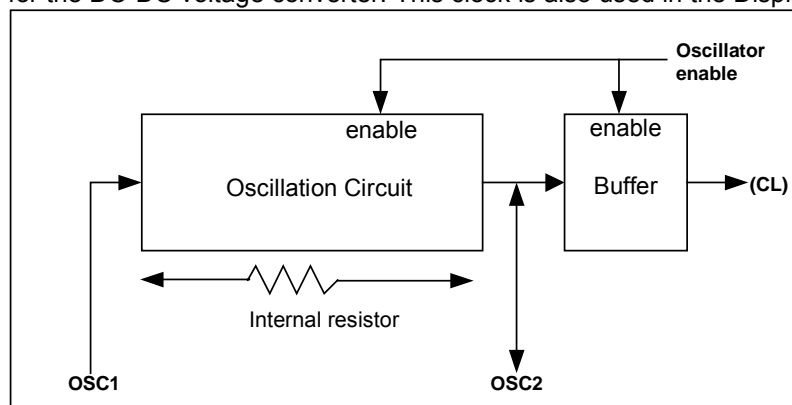 for the DC-DC voltage converter. This clock is also used in the Displ
Oscillator
enable
enable
enable
Oscillation Circuit
Buffer
(CL)
Internal resistor
OSC1
OSC2